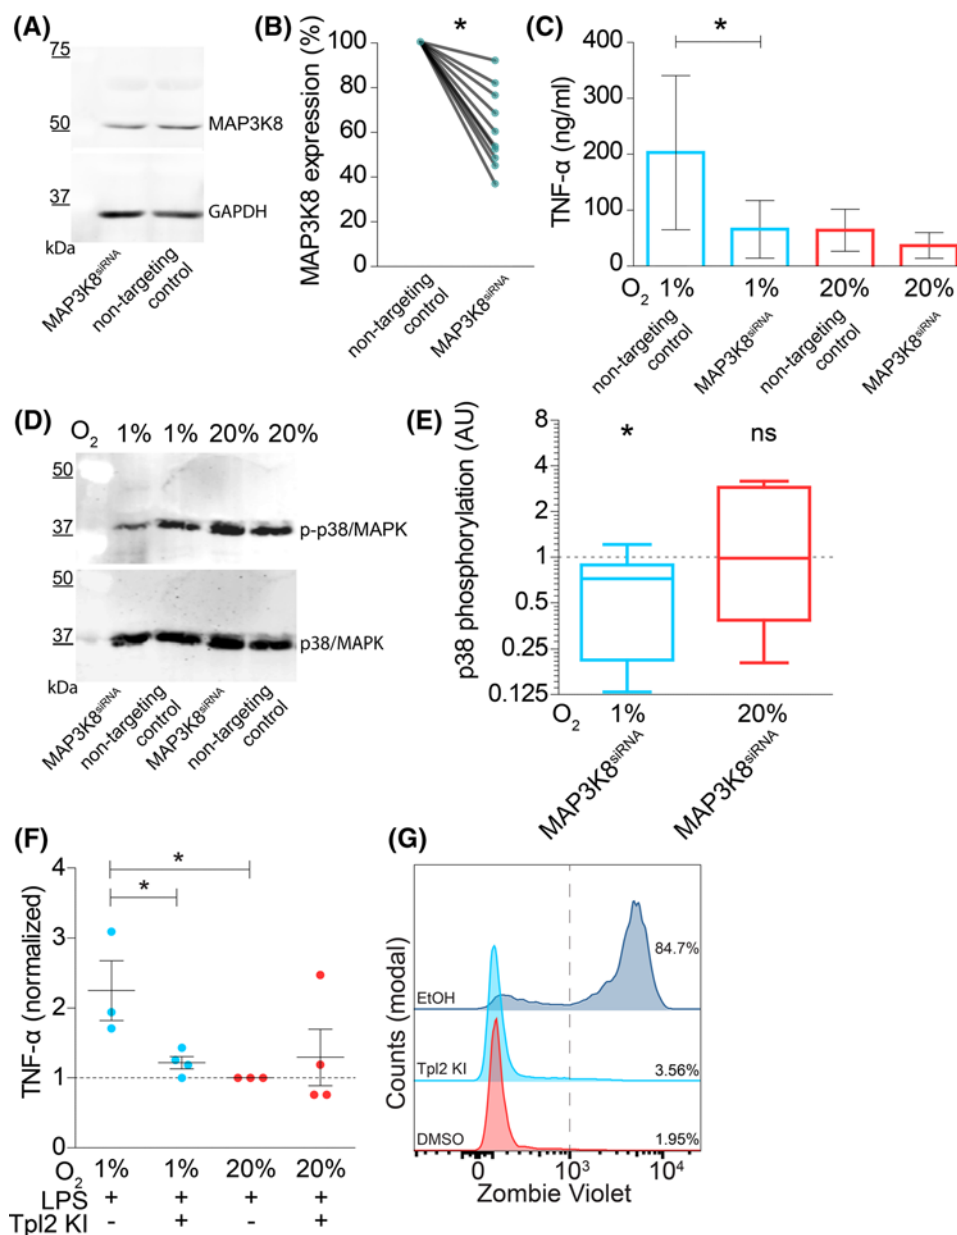 (A)
75
50
MAP3K8
37
GAPDH
kDa
MAP3K8siRNA
non-targeting
control
(B)
MAP3K8 expression (%)
*
100
80
60
40
20
0
non-targeting
control
MAP3K8siRNA
(C)
TNF-α (ng/ml)
*
400
300
200
100
0
O2 1% 1% 20% 20%
non-targeting
control
MAP3K8siRNA
non-targeting
control
MAP3K8siRNA
(D)
O2 1% 1% 20% 20%
50
37
p-p38/MAPK
50
37
p38/MAPK
kDa
MAP3K8siRNA
non-targeting
control
MAP3K8siRNA
non-targeting
control
(E)
p38 phosphorylation (AU)
* ns
8
4
2
1
0.5
0.25
0.125
O2 1% 20%
MAP3K8siRNA
MAP3K8siRNA
(F)
TNF-α (normalized)
*
*
4
3
2
1
0
O2 1% 1% 20% 20%
LPS + + + +
Tpl2 KI - + - +
(G)
Counts (modal)
84.7%
EtOH
Tpl2 KI 3.56%
DMSO 1.95%
0 10³ 10⁴
Zombie Violet